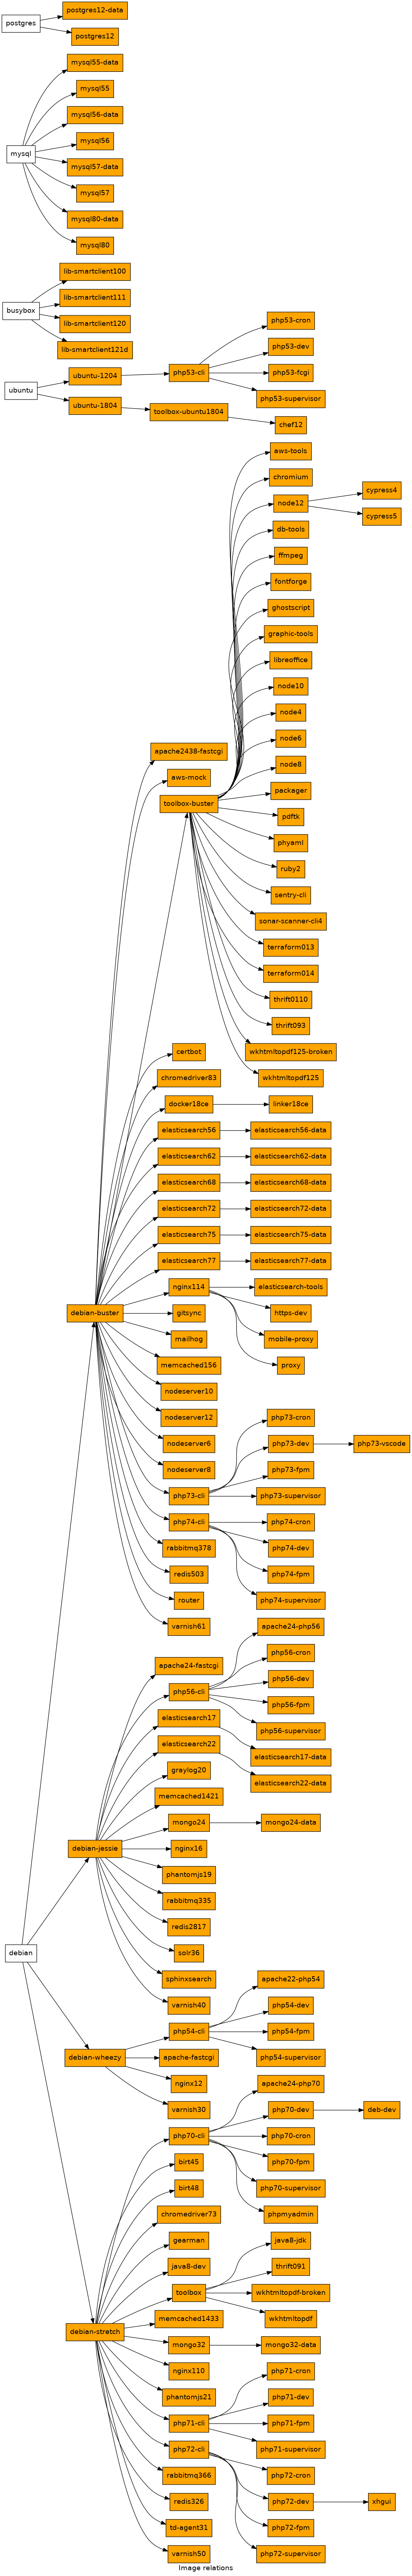 postgres
postgres12-data
postgres12
mysql
mysql55-data
mysql55
mysql56-data
mysql56
mysql57-data
mysql57
mysql80-data
mysql80
busybox
lib-smartclient100
lib-smartclient111
lib-smartclient120
lib-smartclient121d
ubuntu
ubuntu-1204
php53-cli
php53-cron
php53-dev
php53-fcgi
php53-supervisor
ubuntu-1804
toolbox-ubuntu1804
chef12
aws-tools
chromium
node12
cypress4
cypress5
db-tools
ffmpeg
fontforge
ghostscript
graphic-tools
libreoffice
node10
node4
node6
node8
apache2438-fastcgi
aws-mock
toolbox-buster
packager
pdftk
phyaml
ruby2
sentry-cli
sonar-scanner-cli4
terraform013
terraform014
thrift0110
thrift093
wkhtmltopdf125-broken
wkhtmltopdf125
certbot
chromedriver83
docker18ce
linker18ce
elasticsearch56
elasticsearch56-data
elasticsearch62
elasticsearch62-data
elasticsearch68
elasticsearch68-data
elasticsearch72
elasticsearch72-data
elasticsearch75
elasticsearch75-data
elasticsearch77
elasticsearch77-data
debian-buster
nginx114
elasticsearch-tools
gitsync
https-dev
mailhog
mobile-proxy
memcached156
proxy
nodeserver10
nodeserver12
nodeserver6
nodeserver8
php73-cli
php73-cron
php73-dev
php73-vscode
php73-fpm
php73-supervisor
php74-cli
php74-cron
php74-dev
php74-fpm
php74-supervisor
rabbitmq378
redis503
router
varnish61
apache24-fastcgi
php56-cli
apache24-php56
php56-cron
php56-dev
php56-fpm
php56-supervisor
elasticsearch17
elasticsearch17-data
elasticsearch22
elasticsearch22-data
graylog20
memcached1421
debian-jessie
mongo24
mongo24-data
nginx16
phantomjs19
rabbitmq335
redis2817
solr36
sphinxsearch
varnish40
debian
debian-wheezy
php54-cli
apache22-php54
php54-dev
php54-fpm
php54-supervisor
apache-fastcgi
nginx12
varnish30
php70-cli
apache24-php70
php70-dev
deb-dev
php70-cron
php70-fpm
php70-supervisor
phpmyadmin
birt45
birt48
chromedriver73
gearman
java8-dev
toolbox
java8-jdk
thrift091
wkhtmltopdf-broken
wkhtmltopdf
debian-stretch
memcached1433
mongo32
mongo32-data
nginx110
phantomjs21
php71-cli
php71-cron
php71-dev
php71-fpm
php71-supervisor
php72-cli
php72-cron
php72-dev
xhgui
php72-fpm
php72-supervisor
rabbitmq366
redis326
td-agent31
varnish50
Image relations